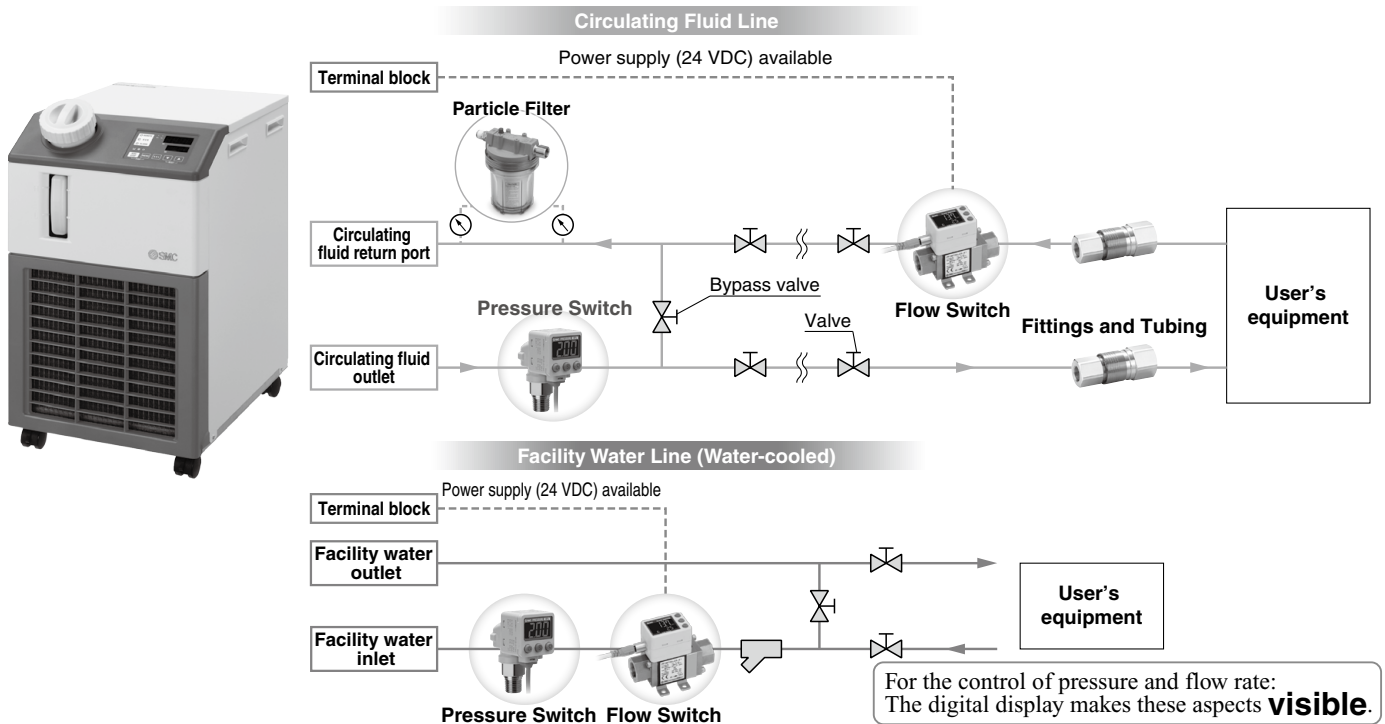 Circulating Fluid Line
Power supply (24 VDC) available
Terminal block
Particle Filter
Circulating
fluid return port
SMC
Bypass valve
Pressure Switch
Valve
Flow Switch
Fittings and Tubing
User's
equipment
Circulating fluid
outlet
200
Facility Water Line (Water-cooled)
Power supply (24 VDC) available
Terminal block
Facility water
outlet
User's
equipment
Facility water
inlet
200
Pressure Switch
Flow Switch
For the control of pressure and flow rate:
The digital display makes these aspects visible.